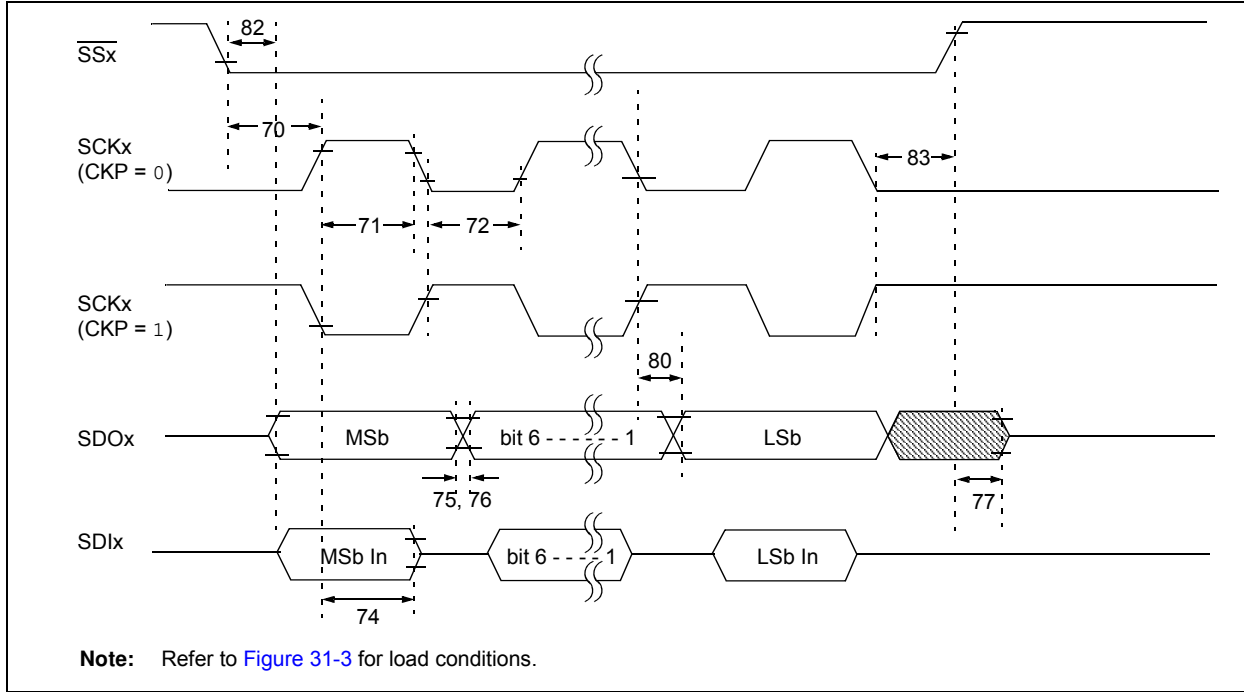 82
SSx
70
SCKx
(CKP = 0)
83
71
72
SCKx
(CKP = 1)
80
SDOx
MSb
bit 6 - - - - - - 1
LSb
75, 76
77
SDIx
MSb In
bit 6 - - - - 1
LSb In
74
Note: Refer to Figure 31-3 for load conditions.